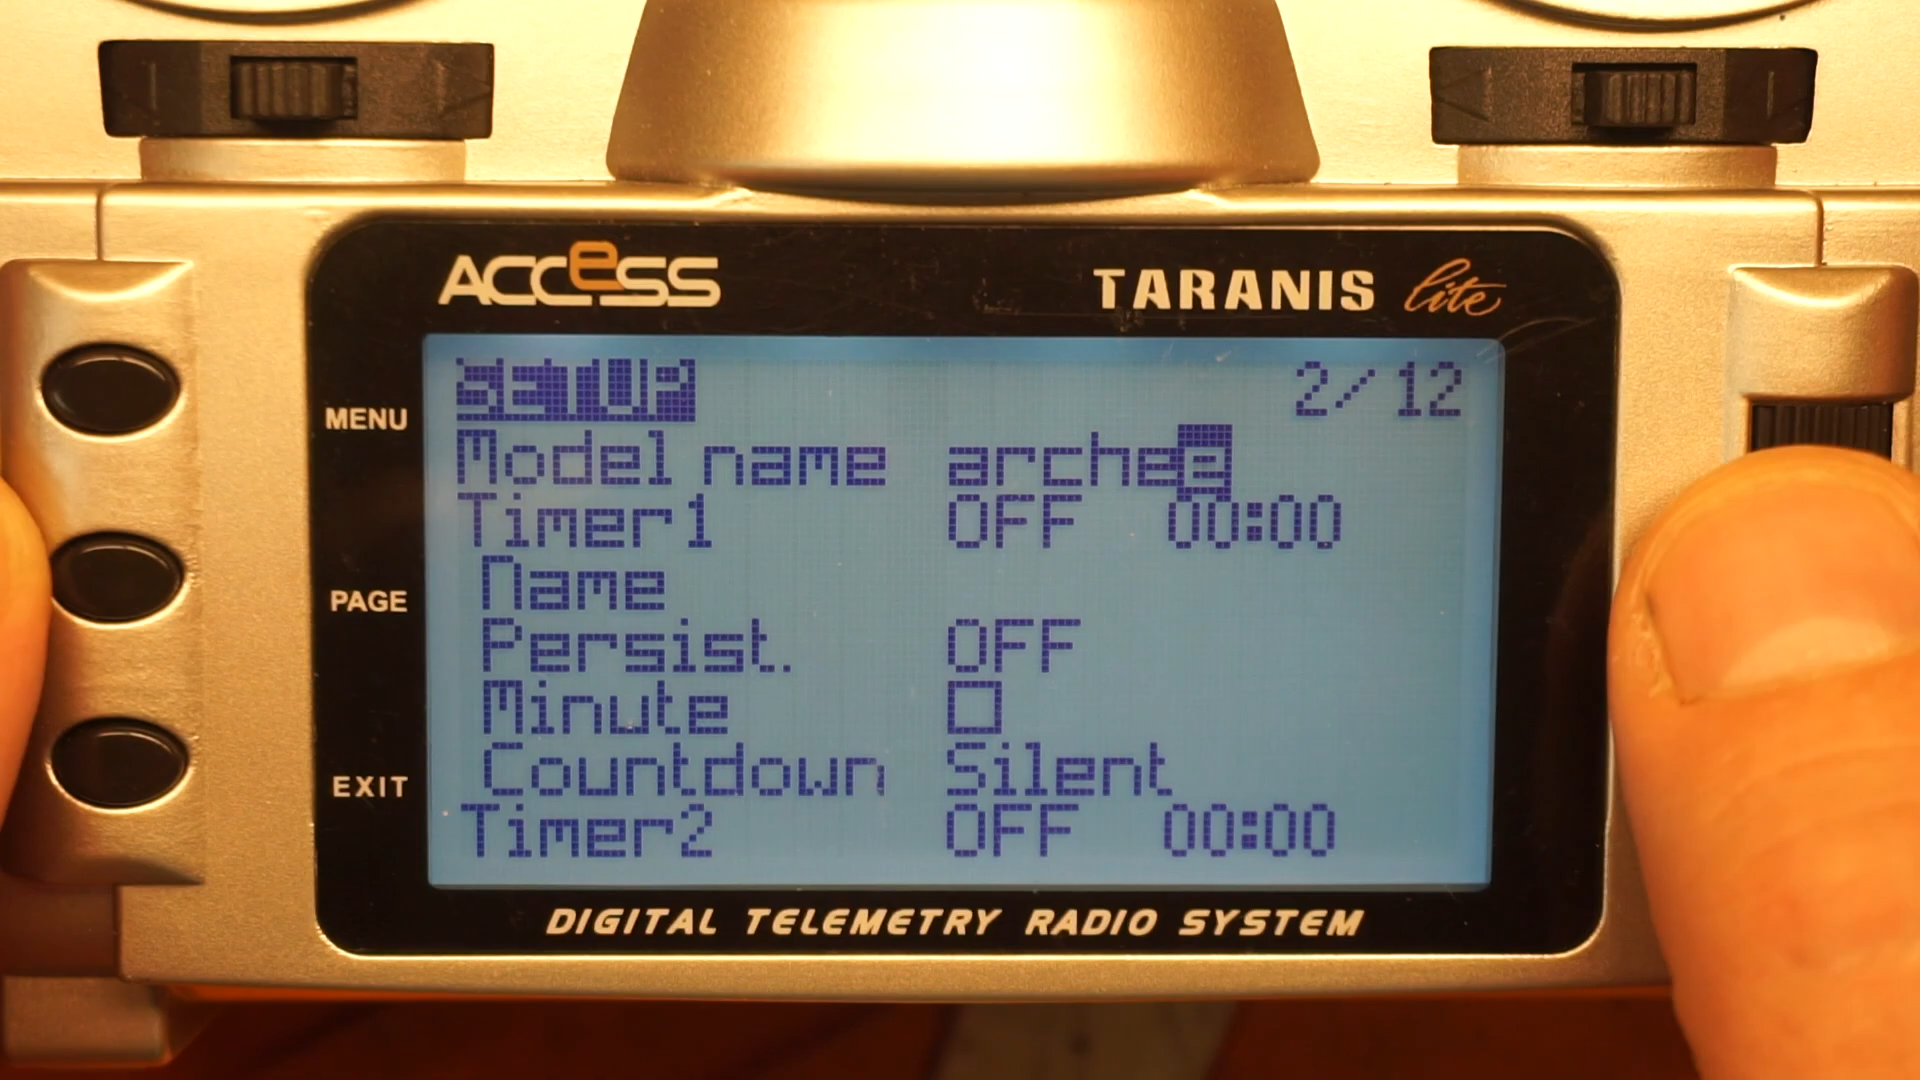 ACCeSS
TARANIS lite
SETUP 2/12
MENU
Model name archee
Timer1 OFF 00:00
Name
PAGE
Persist. OFF
Minute
Countdown Silent
EXIT
Timer2 OFF 00:00
DIGITAL TELEMETRY RADIO SYSTEM